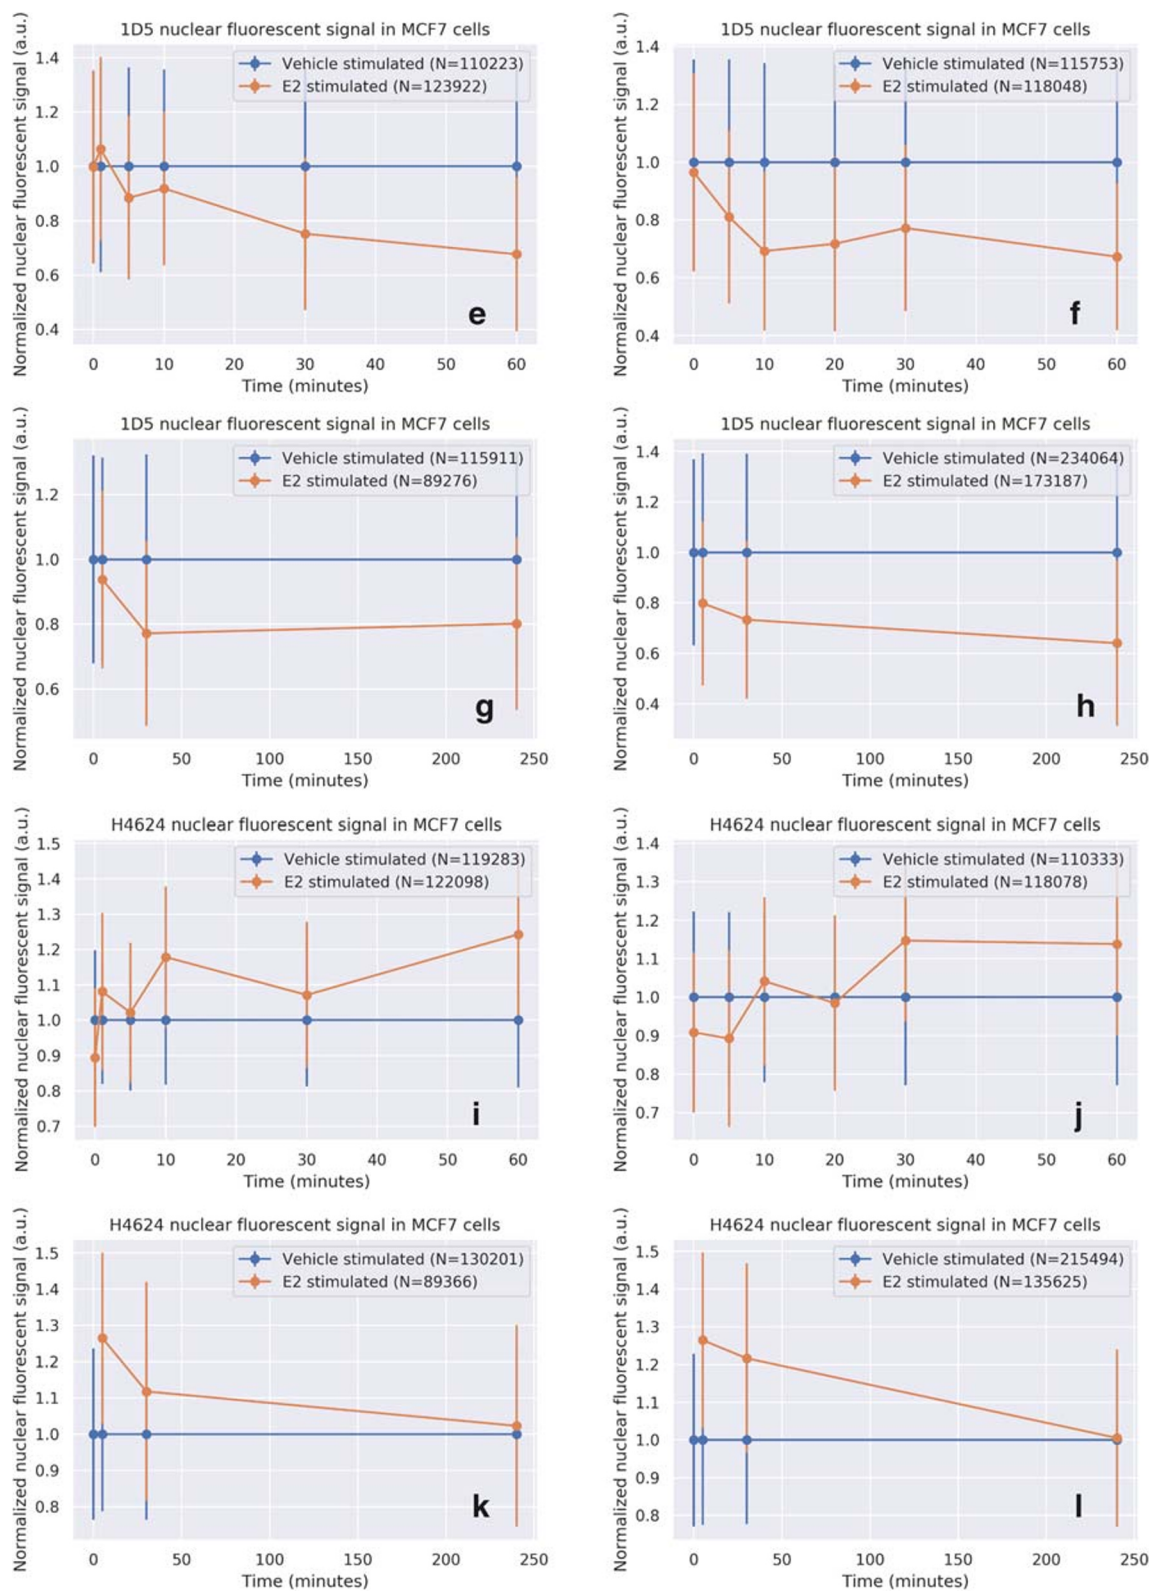 1D5 nuclear fluorescent signal in MCF7 cells
Normalized nuclear fluorescent signal (a.u.)
Vehicle stimulated (N=110223)
E2 stimulated (N=123922)
1.4
1.2
1.0
0.8
0.6
0.4
e
0 10 20 30 40 50 60
Time (minutes)
1D5 nuclear fluorescent signal in MCF7 cells
Normalized nuclear fluorescent signal (a.u.)
Vehicle stimulated (N=115753)
E2 stimulated (N=118048)
1.4
1.2
1.0
0.8
0.6
0.4
f
0 10 20 30 40 50 60
Time (minutes)
1D5 nuclear fluorescent signal in MCF7 cells
Normalized nuclear fluorescent signal (a.u.)
Vehicle stimulated (N=115911)
E2 stimulated (N=89276)
1.2
1.0
0.8
0.6
g
0 50 100 150 200 250
Time (minutes)
1D5 nuclear fluorescent signal in MCF7 cells
Normalized nuclear fluorescent signal (a.u.)
Vehicle stimulated (N=234064)
E2 stimulated (N=173187)
1.4
1.2
1.0
0.8
0.6
0.4
h
0 50 100 150 200 250
Time (minutes)
H4624 nuclear fluorescent signal in MCF7 cells
Normalized nuclear fluorescent signal (a.u.)
Vehicle stimulated (N=119283)
E2 stimulated (N=122098)
1.5
1.4
1.3
1.2
1.1
1.0
0.9
0.8
0.7
i
0 10 20 30 40 50 60
Time (minutes)
H4624 nuclear fluorescent signal in MCF7 cells
Normalized nuclear fluorescent signal (a.u.)
Vehicle stimulated (N=110333)
E2 stimulated (N=118078)
1.4
1.3
1.2
1.1
1.0
0.9
0.8
0.7
j
0 10 20 30 40 50 60
Time (minutes)
H4624 nuclear fluorescent signal in MCF7 cells
Normalized nuclear fluorescent signal (a.u.)
Vehicle stimulated (N=130201)
E2 stimulated (N=89366)
1.5
1.4
1.3
1.2
1.1
1.0
0.9
0.8
k
0 50 100 150 200 250
Time (minutes)
H4624 nuclear fluorescent signal in MCF7 cells
Normalized nuclear fluorescent signal (a.u.)
Vehicle stimulated (N=215494)
E2 stimulated (N=135625)
1.5
1.4
1.3
1.2
1.1
1.0
0.9
0.8
l
0 50 100 150 200 250
Time (minutes)